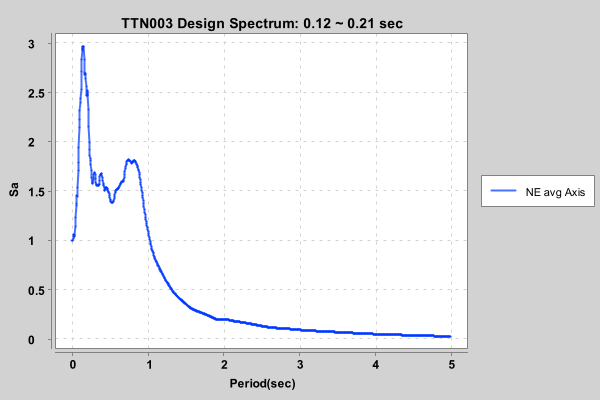 TTN003 Design Spectrum: 0.12 ~ 0.21 sec
3
2.5
2
1.5
1
0.5
0
Sa
0 1 2 3 4 5
Period(sec)
NE avg Axis